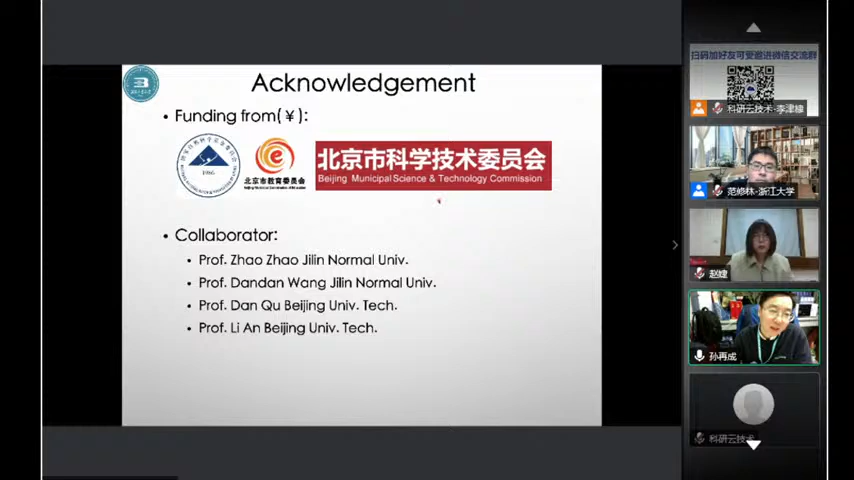 Acknowledgement
• Funding from(¥):
1986
北京市教育委员会
北京市科学技术委员会
Beijing Municipal Science & Technology Commission
• Collaborator:
• Prof. Zhao Zhao Jilin Normal Univ.
• Prof. Dandan Wang Jilin Normal Univ.
• Prof. Dan Qu Beijing Univ. Tech.
• Prof. Li An Beijing Univ. Tech.
扫码加好友可受邀进微信交流群
科研云技术-李津津
范修林-浙江大学
赵婕
孙再成
科研云技术